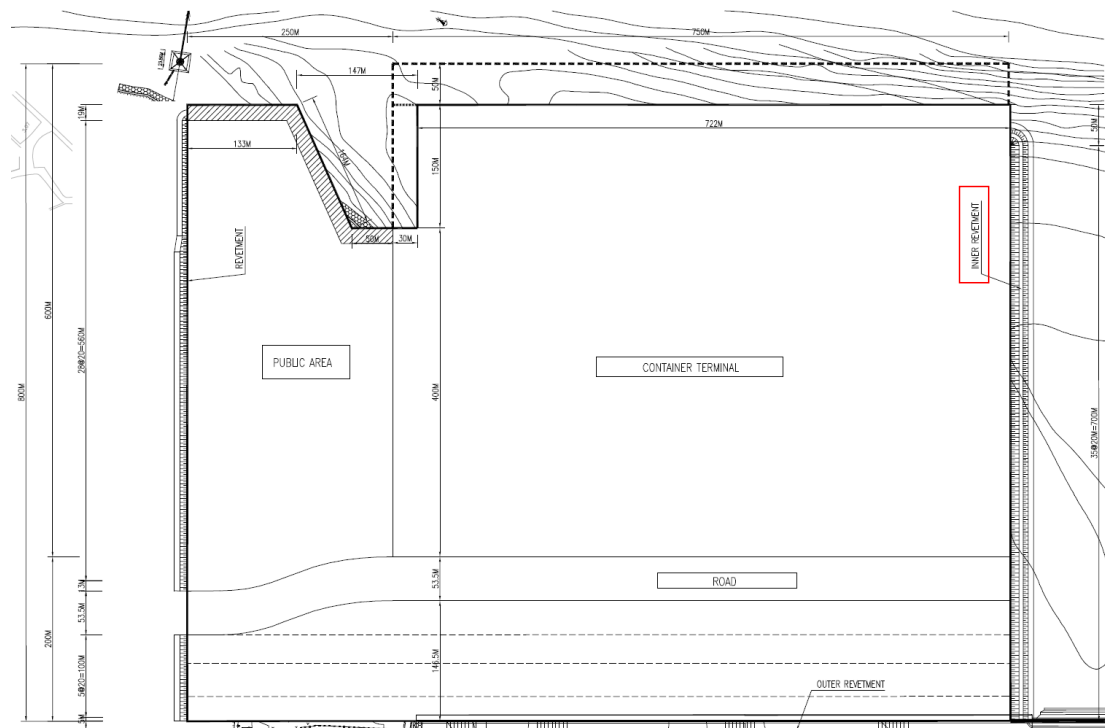 250M
750M
147M
50M
19M
722M
50M
133M
164M
150M
REVETMENT
INNER REVETMENT
50M
30M
600M
28@20=560M
800M
PUBLIC AREA
CONTAINER TERMINAL
400M
35@20M=700M
ROAD
53.5M
53.5M
200M
5@20=100M
146.5M
OUTER REVETMENT